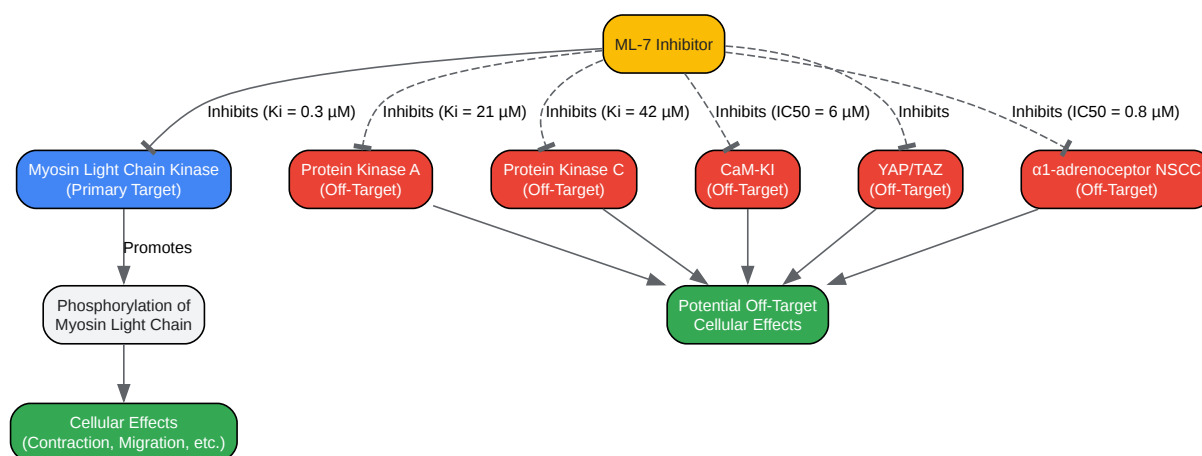 ML-7 Inhibitor
Inhibits (Ki = 0.3 µM)
Inhibits (Ki = 21 µM)
Inhibits (Ki = 42 µM)
Inhibits (IC50 = 6 µM)
Inhibits
Inhibits (IC50 = 0.8 µM)
Myosin Light Chain Kinase
(Primary Target)
Protein Kinase A
(Off-Target)
Protein Kinase C
(Off-Target)
CaM-KI
(Off-Target)
YAP/TAZ
(Off-Target)
α1-adrenoceptor NSCC
(Off-Target)
Promotes
Phosphorylation of
Myosin Light Chain
Potential Off-Target
Cellular Effects
Cellular Effects
(Contraction, Migration, etc.)